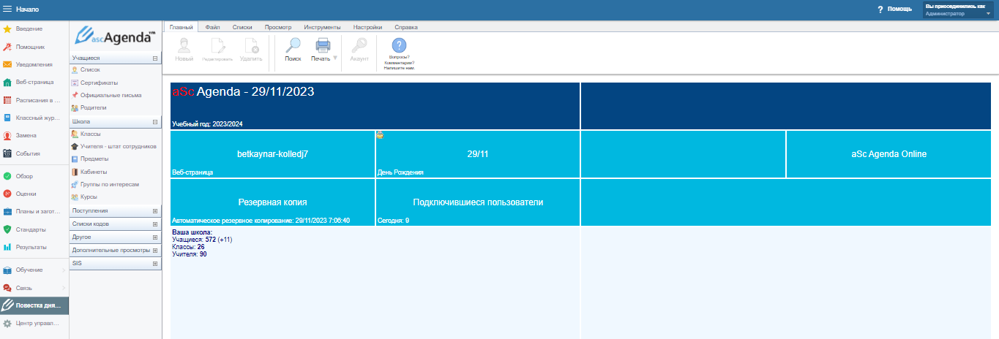 Начало
Помощь
Вы присоединились как
Администратор
Введение
Помощник
Уведомления
Веб-страница
Расписания в ...
Классный жур...
Замена
События
Обзор
Оценки
Планы и загот...
Стандарты
Результаты
Обучение
Связь
Повестка дня...
Центр управл...
ascAgenda™
Учащиеся
Список
Сертификаты
Официальные письма
Родители
Школа
Классы
Учителя - штат сотрудников
Предметы
Кабинеты
Группы по интересам
Курсы
Поступления
Списки кодов
Другое
Дополнительные просмотры
SIS
Главный Файл Списки Просмотр Инструменты Настройки Справка
Новый Редактировать Удалить Поиск Печать Акаунт
Вопросы?
Комментарии?
Напишите нам.
aSc Agenda - 29/11/2023
Учебный год: 2023/2024
betkaynar-kolledj7
Веб-страница
29/11
День Рождения
aSc Agenda Online
Резервная копия
Автоматическое резервное копирование: 29/11/2023 7:06:40
Подключившиеся пользователи
Сегодня: 9
Ваша школа:
Учащиеся: 572 (+11)
Классы: 26
Учителя: 90